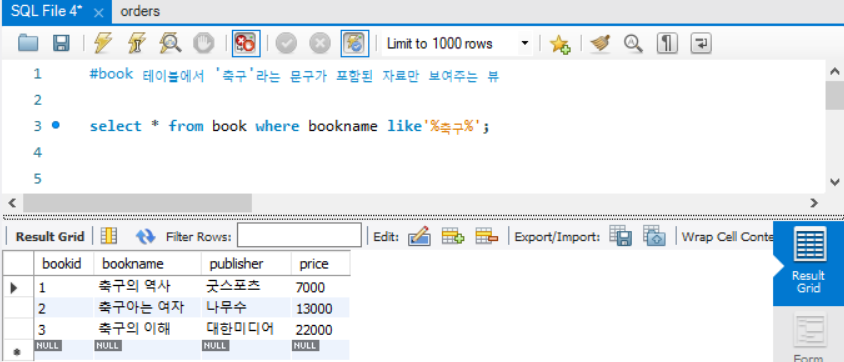 SQL File 4* × orders
Limit to 1000 rows
1 #book 테이블에서 '축구'라는 문구가 포함된 자료만 보여주는 뷰
2
3 select * from book where bookname like'%축구%';
4
5
Result Grid Filter Rows: Edit: Export/Import: Wrap Cell Conte
bookid bookname publisher price
1 축구의 역사 굿스포츠 7000
2 축구아는 여자 나무수 13000
3 축구의 이해 대한미디어 22000
NULL NULL NULL NULL
Result
Grid
Form